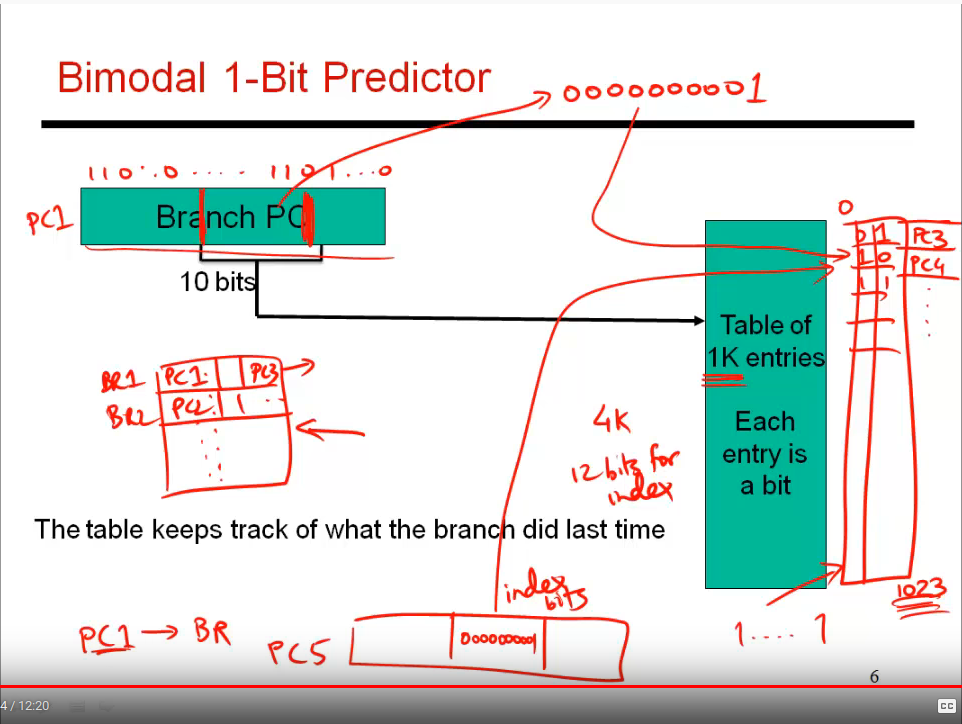 Bimodal 1-Bit Predictor
0000000001
110..0.....1101...0
PC1
Branch PC
10 bits
0
0 1 PC3
1 0 PC4
1 1
Table of
1K entries
Each
entry is
a bit
BR1 PC1 PC3
BR2 PC2 1
4K
12 bits for
index
The table keeps track of what the branch did last time
index
bits
1023
1....1
PC1 → BR
PC5
0000000001
6
4 / 12:20
CC